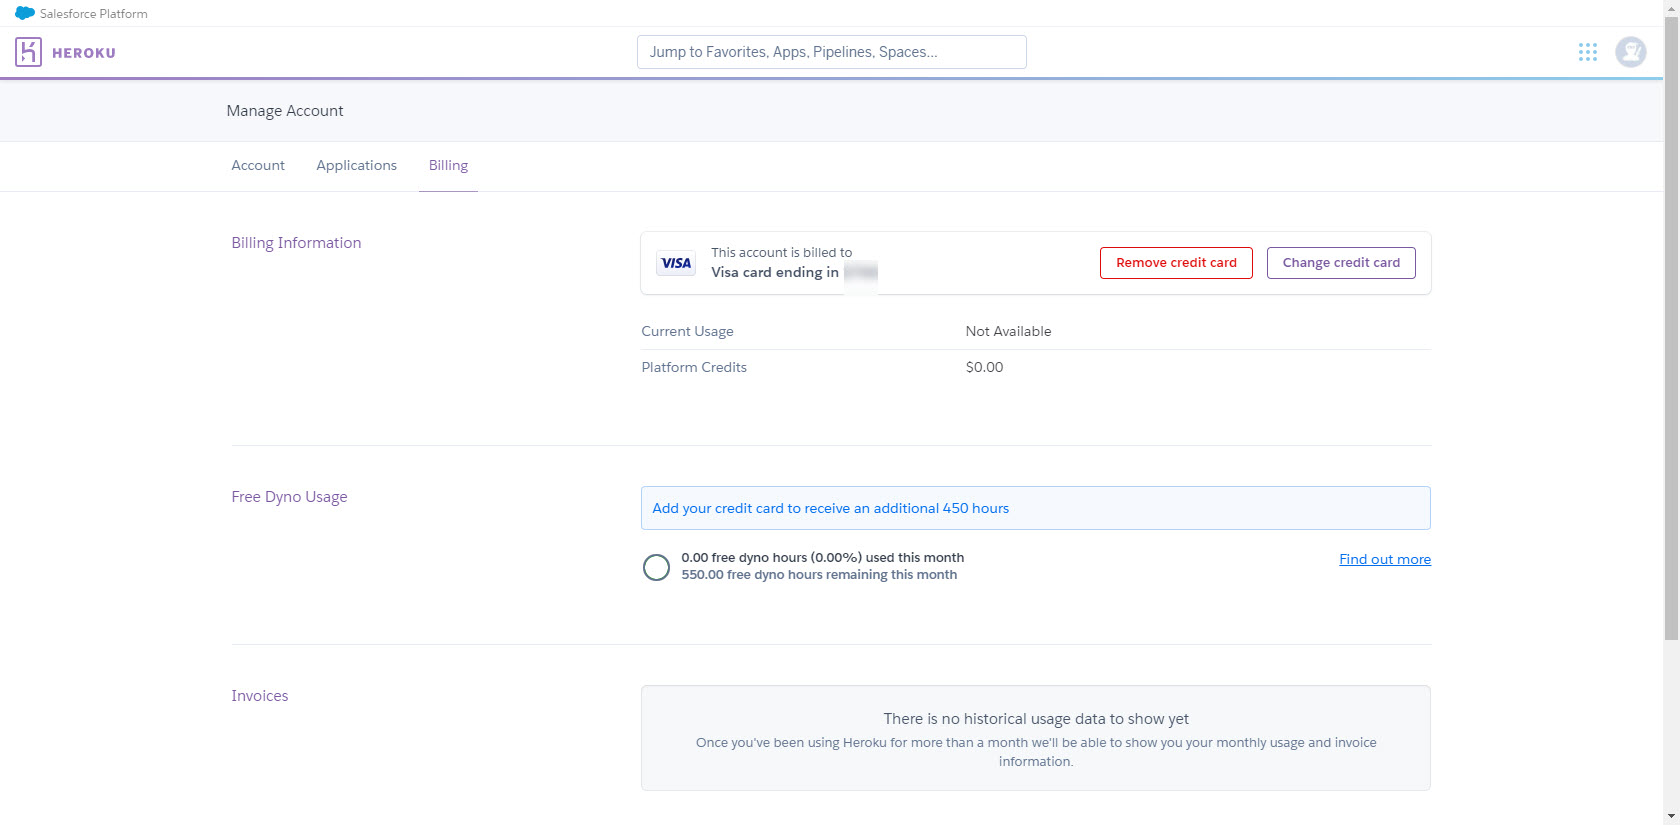 Salesforce Platform
HEROKU
Jump to Favorites, Apps, Pipelines, Spaces...
Manage Account
Account
Applications
Billing
Billing Information
VISA
This account is billed to
Visa card ending in
Remove credit card
Change credit card
Current Usage
Not Available
Platform Credits
$0.00
Free Dyno Usage
Add your credit card to receive an additional 450 hours
0.00 free dyno hours (0.00%) used this month
550.00 free dyno hours remaining this month
Find out more
Invoices
There is no historical usage data to show yet
Once you've been using Heroku for more than a month we'll be able to show you your monthly usage and invoice
information.